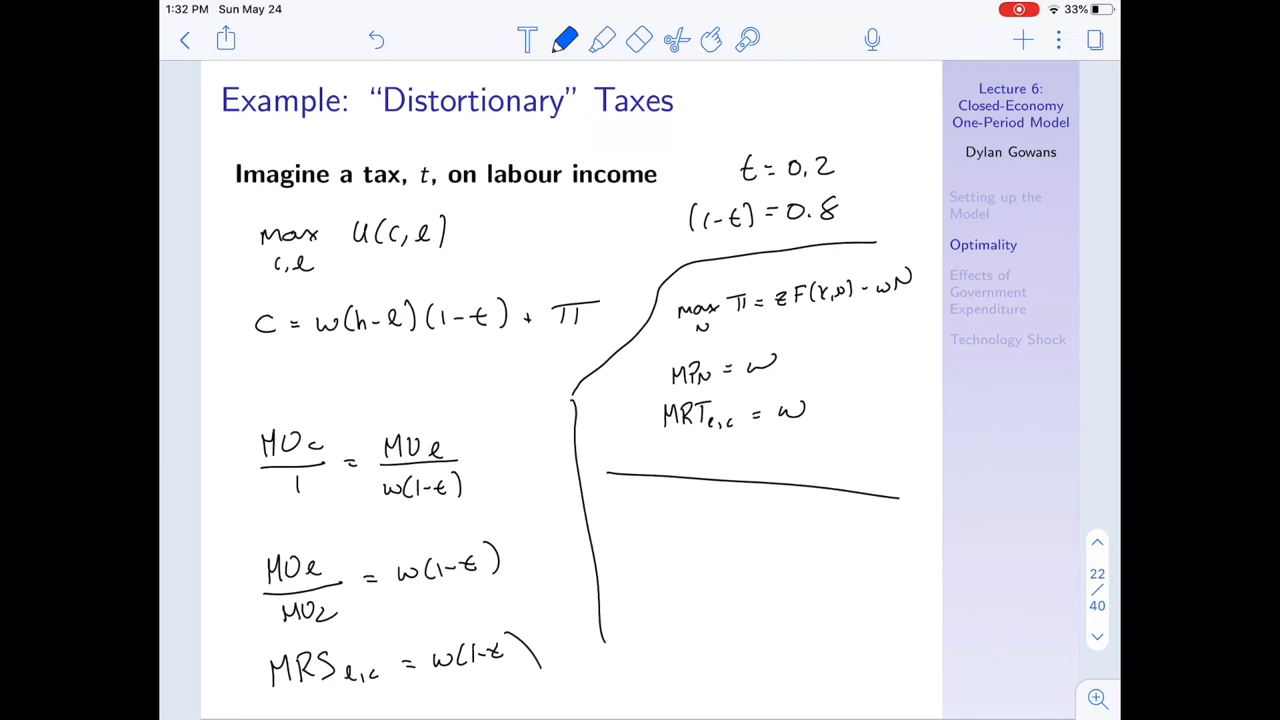 1:32 PM Sun May 24
33%
Example: “Distortionary” Taxes
Imagine a tax, t, on labour income
t = 0.2
(1-t) = 0.8
max U(c, l)
c,l
C = w(h-l)(1-t) + π
MUc / 1 = MUl / w(1-t)
MUl / MUc = w(1-t)
MRS l,c = w(1-t)
max π = zF(k,N) - wN
N
MPN = w
MRT l,c = w
Lecture 6:
Closed-Economy
One-Period Model
Dylan Gowans
Setting up the
Model
Optimality
Effects of
Government
Expenditure
Technology Shock
22
/
40